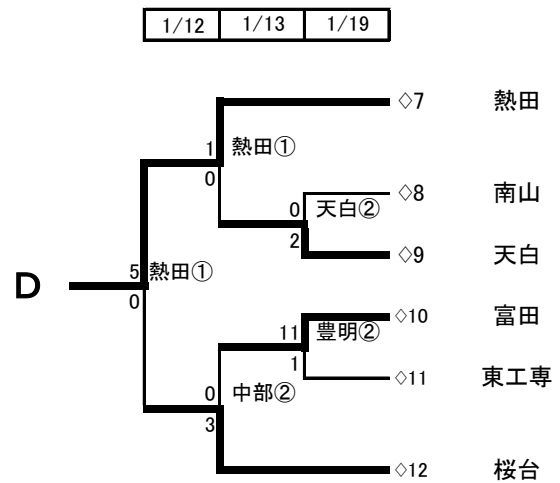 1/12 1/13 1/19
◇7 熱田
1 熱田①
0
◇8 南山
0 天白②
2
◇9 天白
5 熱田①
D
0
◇10 富田
11 豊明②
1
◇11 東工専
0 中部②
3
◇12 桜台